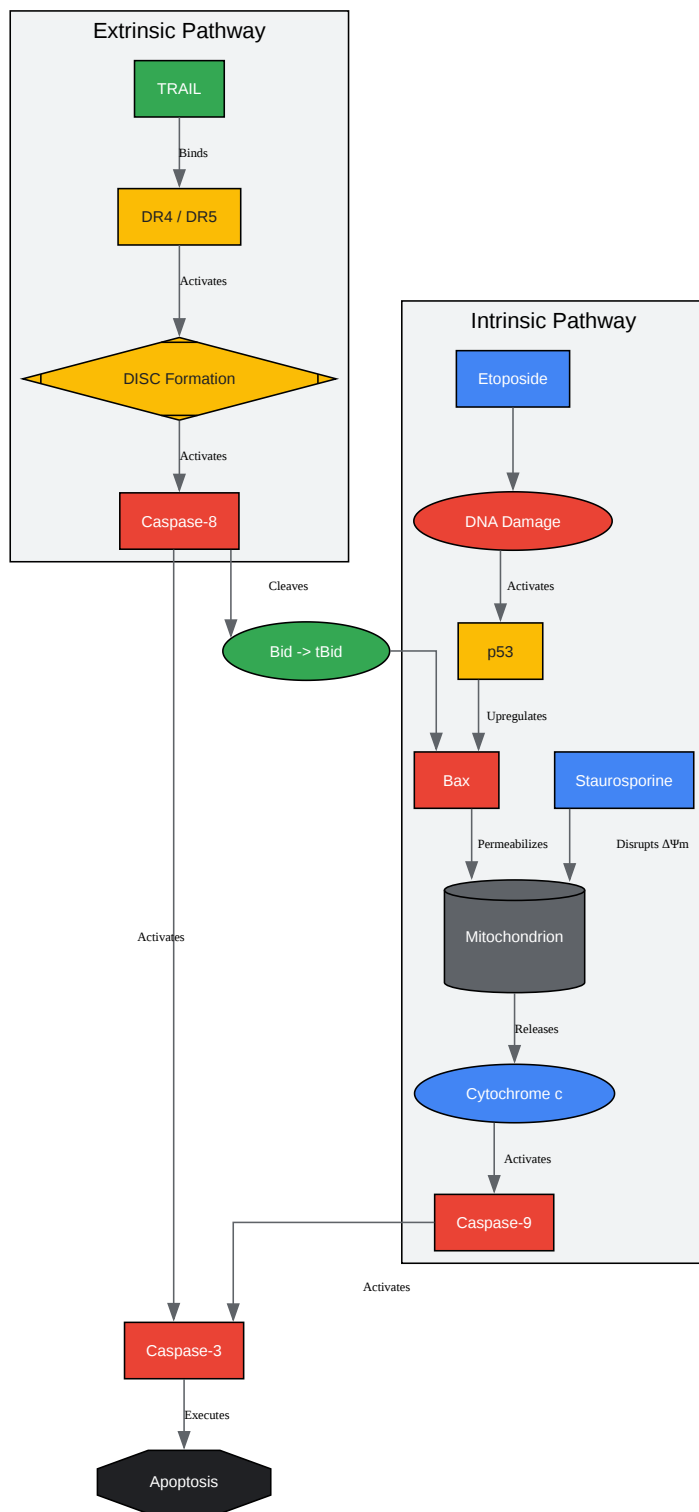 Extrinsic Pathway
TRAIL
Binds
DR4 / DR5
Activates
DISC Formation
Activates
Caspase-8
Cleaves
Bid -> tBid
Intrinsic Pathway
Etoposide
DNA Damage
Activates
p53
Upregulates
Bax
Staurosporine
Permeabilizes
Disrupts ΔΨm
Mitochondrion
Releases
Cytochrome c
Activates
Caspase-9
Activates
Activates
Caspase-3
Executes
Apoptosis